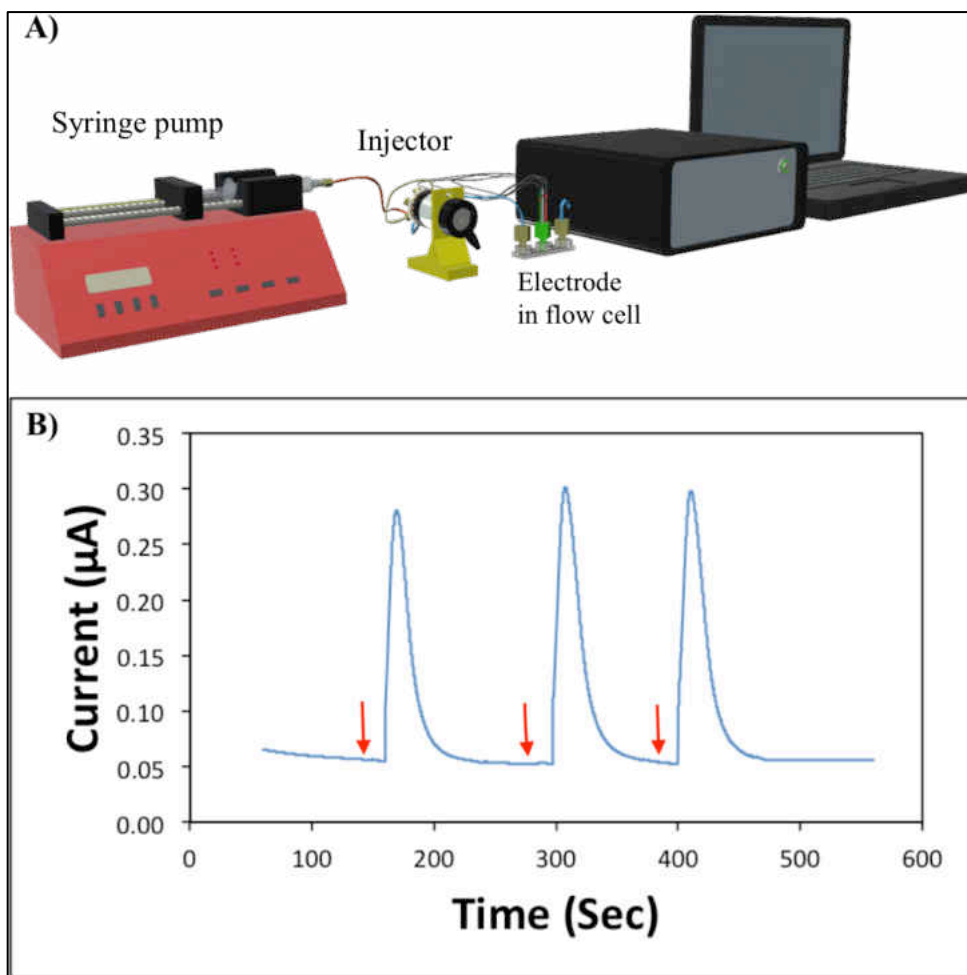 A)
Syringe pump
Injector
Electrode
in flow cell
B)
0.35
0.30
0.25
0.20
0.15
0.10
0.05
0.00
Current (µA)
0 100 200 300 400 500 600
Time (Sec)